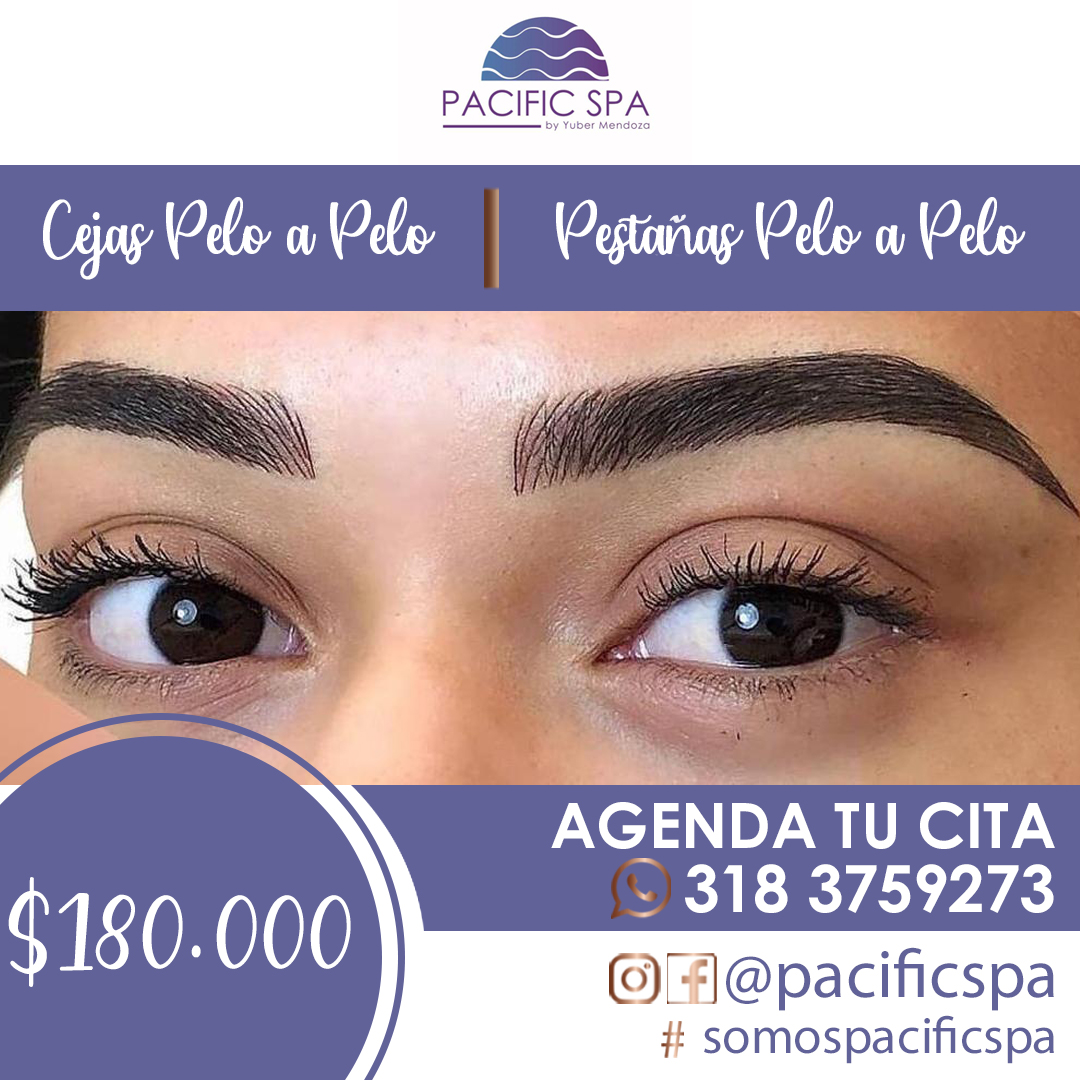 PACIFIC SPA
by Yuber Mendoza
Cejas Pelo a Pelo
Pestañas Pelo a Pelo
AGENDA TU CITA
318 3759273
$180.000
@pacificspa
# somospacificspa